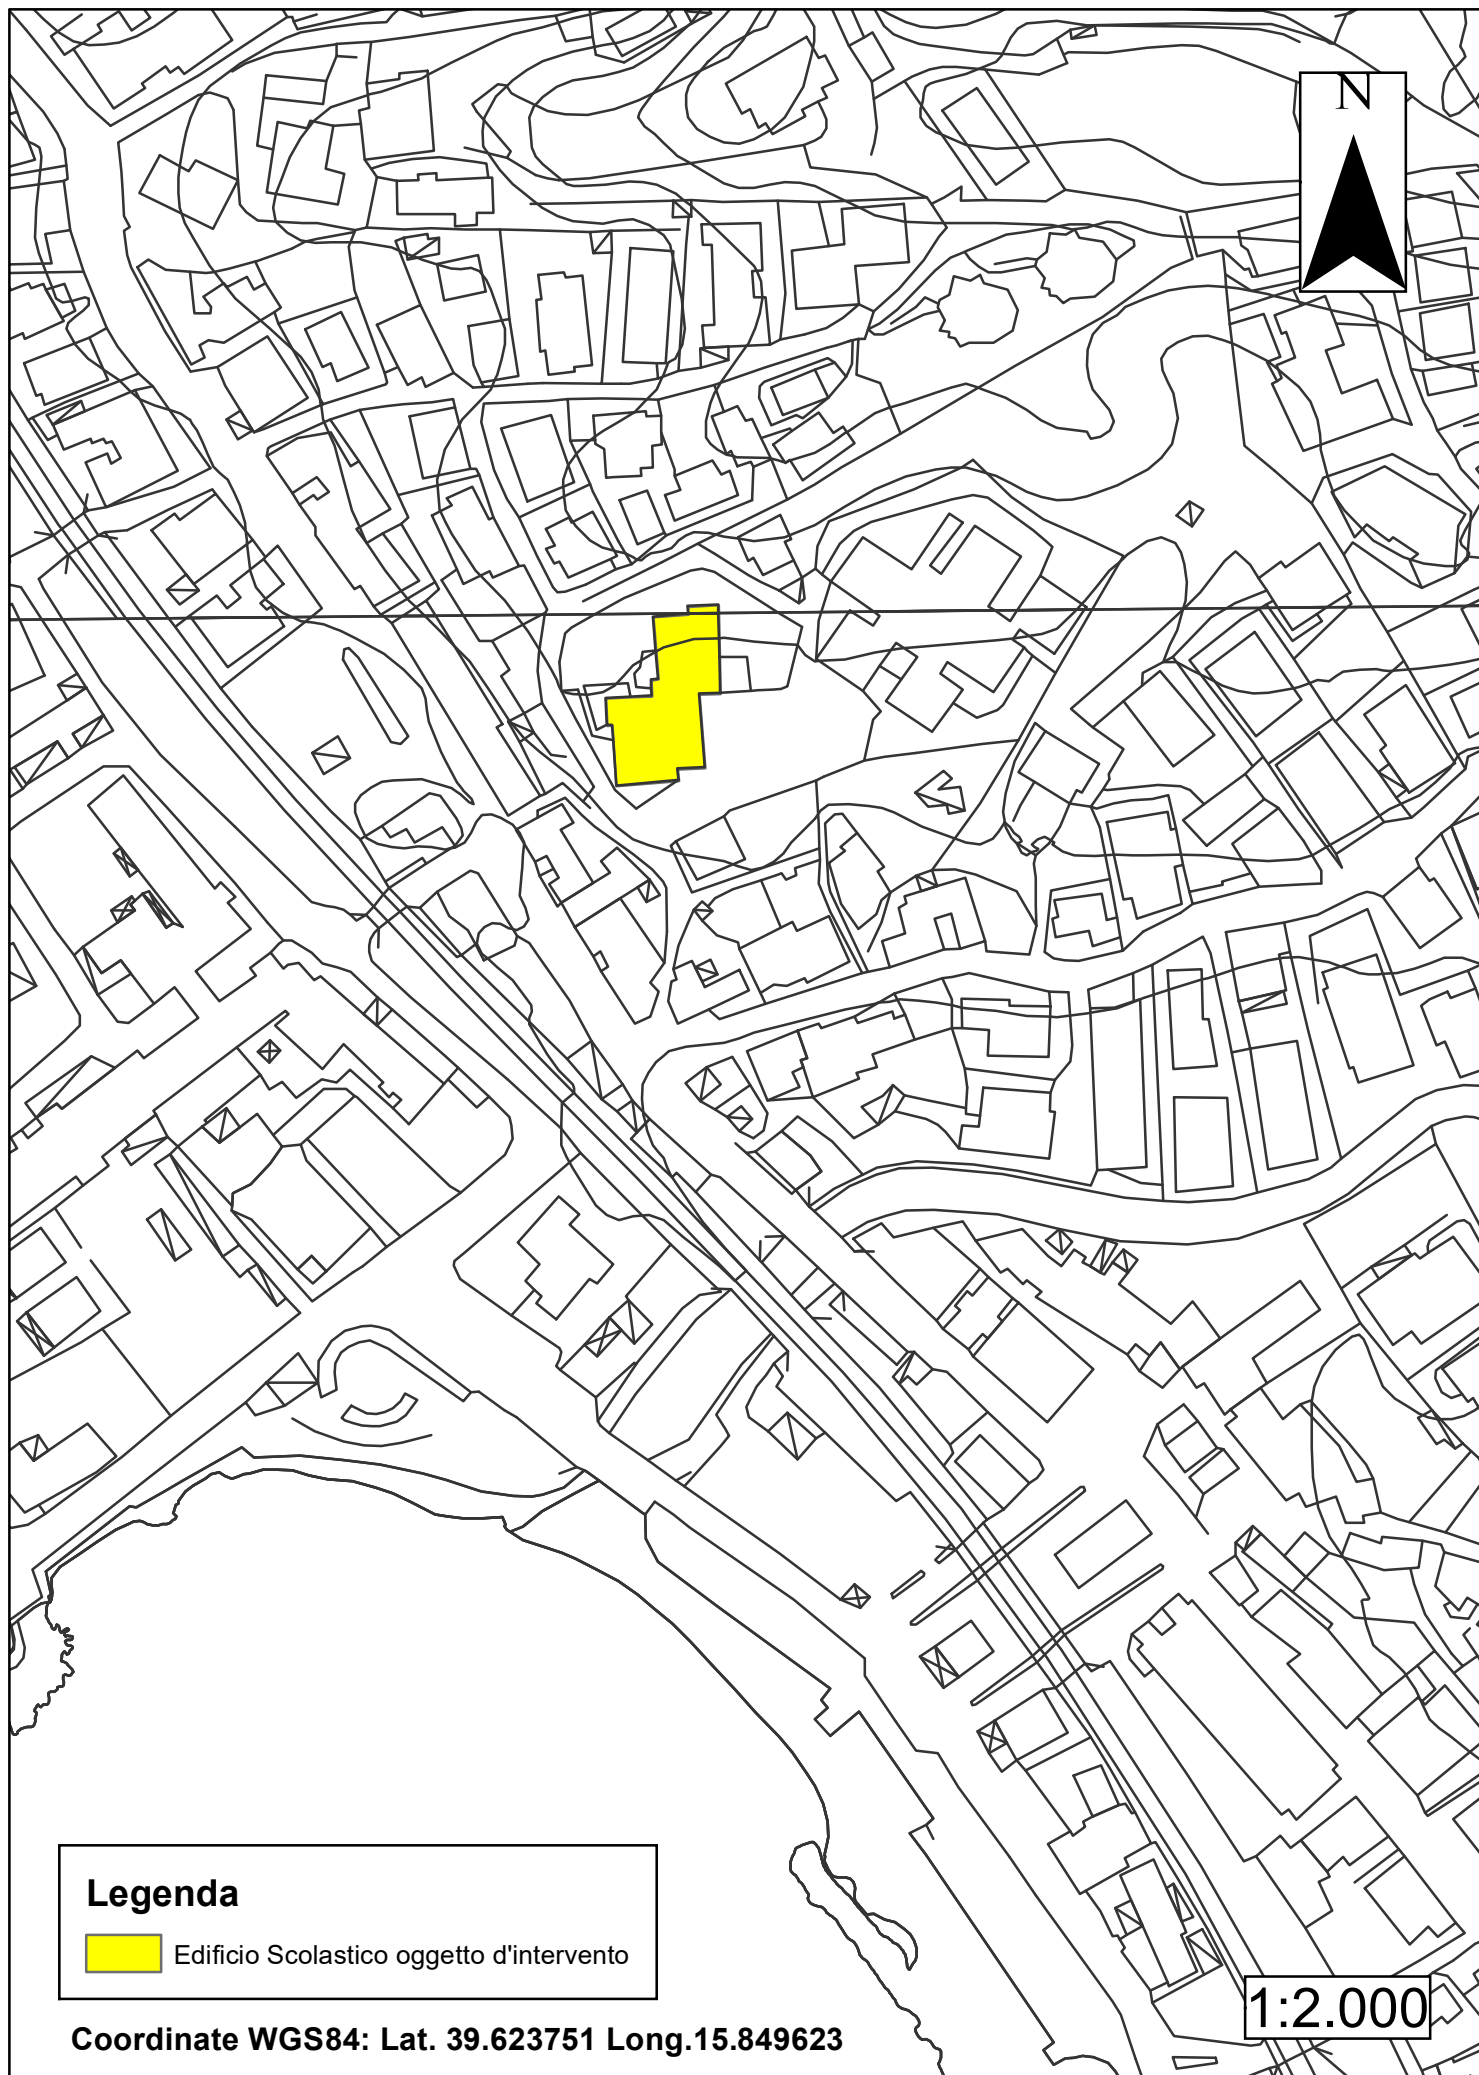 N
Legenda
Edificio Scolastico oggetto d'intervento
1:2.000
Coordinate WGS84: Lat. 39.623751 Long.15.849623